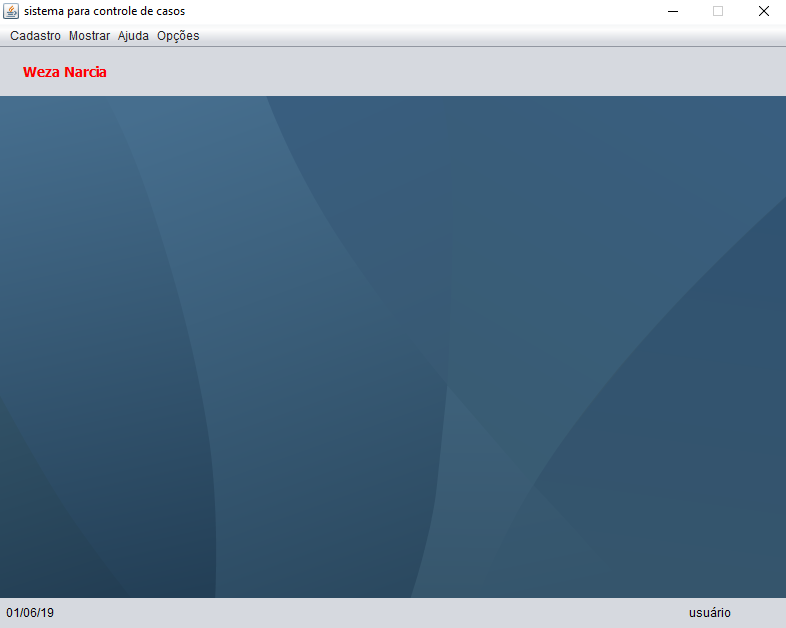 sistema para controle de casos
Cadastro Mostrar Ajuda Opções
Weza Narcia
01/06/19 usuário